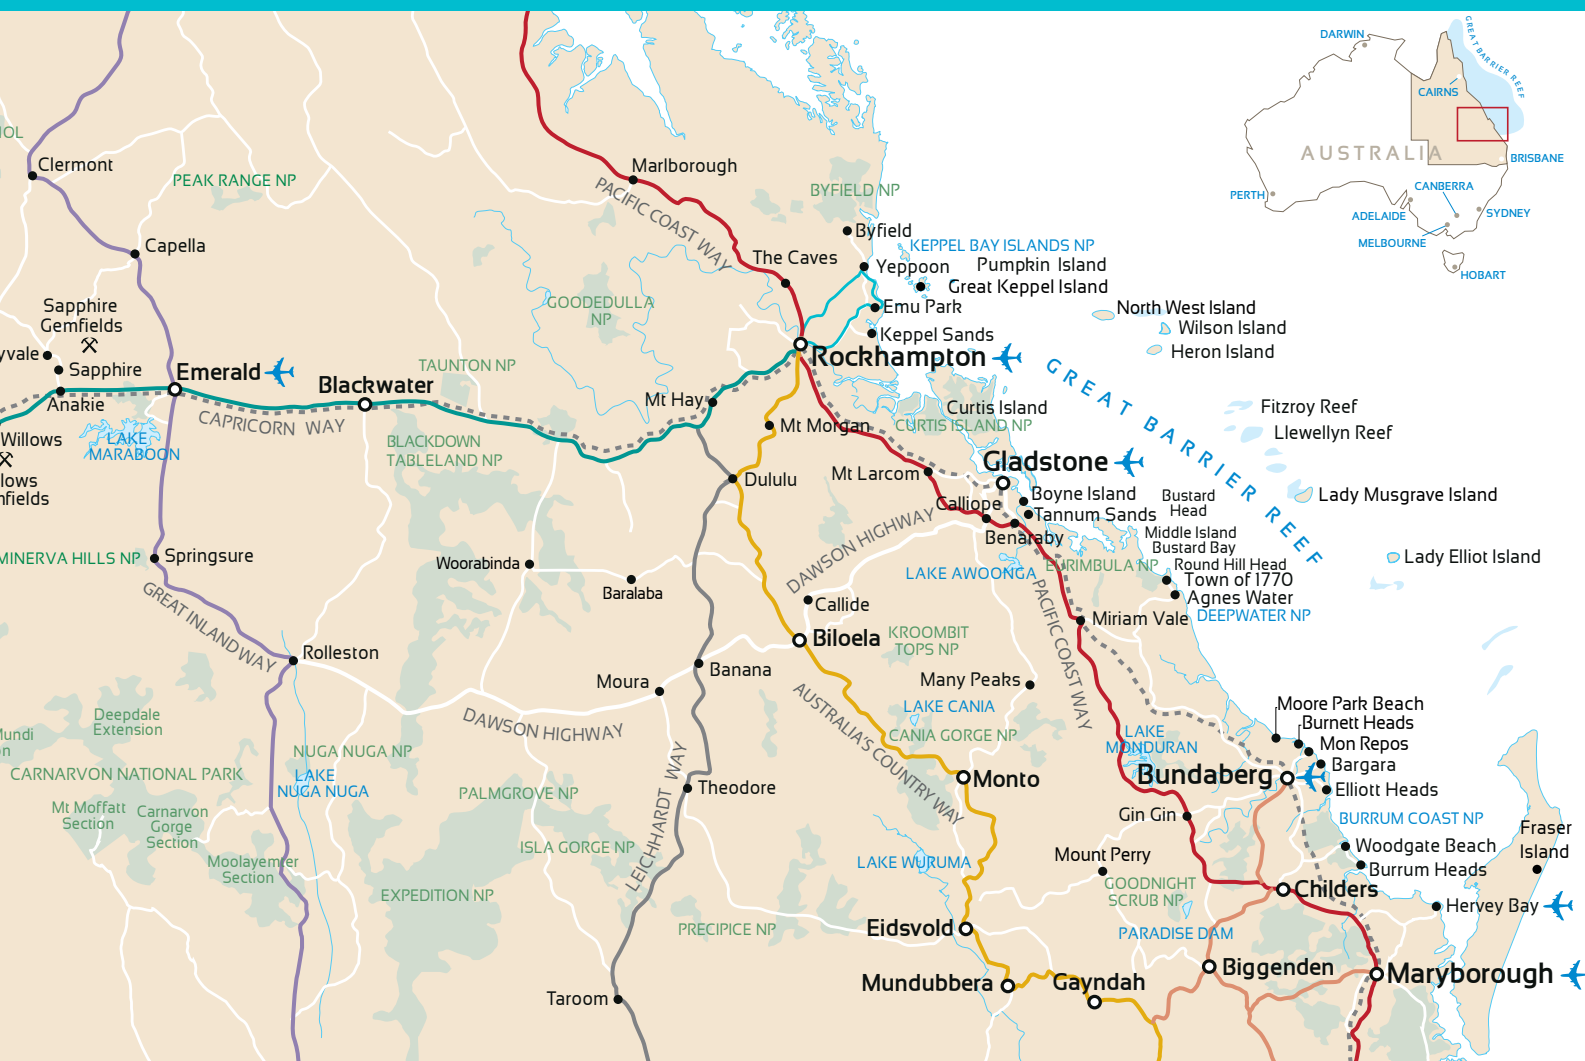 DARWIN
GREAT BARRIER REEF
CAIRNS
AUSTRALIA
BRISBANE
PERTH
CANBERRA
ADELAIDE
SYDNEY
MELBOURNE
HOBART
Clermont
PEAK RANGE NP
Marlborough
PACIFIC COAST WAY
BYFIELD NP
Byfield
Capella
The Caves
KEPPEL BAY ISLANDS NP
Yeppoon
Pumpkin Island
Great Keppel Island
Emu Park
Keppel Sands
North West Island
Wilson Island
Heron Island
GOODEDULLA
NP
Sapphire
Gemfields
Sapphire
Anakie
Emerald
Blackwater
TAUNTON NP
Rockhampton
GREAT BARRIER REEF
CAPRICORN WAY
Mt Hay
Mt Morgan
Curtis Island
CURTIS ISLAND NP
Fitzroy Reef
Llewellyn Reef
Willows
LAKE
MARABOON
BLACKDOWN
TABLELAND NP
Dululu
Mt Larcom
Gladstone
Calliope
Boyne Island
Tannum Sands
Benaraby
Bustard
Head
Lady Musgrave Island
Middle Island
Bustard Bay
Round Hill Head
Town of 1770
Agnes Water
DEEPWATER NP
Lady Elliot Island
MINERVA HILLS NP
Springsure
Woorabinda
Baralaba
DAWSON HIGHWAY
LAKE AWOONGA
EURIMBULA NP
Callide
Biloela
KROOMBIT
TOPS NP
Miriam Vale
PACIFIC COAST WAY
GREAT INLAND WAY
Rolleston
Moura
Banana
Many Peaks
LAKE CANIA
CANIA GORGE NP
AUSTRALIA'S COUNTRY WAY
DAWSON HIGHWAY
Deepdale
Extension
CARNARVON NATIONAL PARK
Mt Moffatt
Section
Carnarvon
Gorge
Section
Moolayember
Section
NUGA NUGA NP
LAKE
NUGA NUGA
PALMGROVE NP
LEICHHARDT WAY
Theodore
Monto
LAKE
MONDURAN
Bundaberg
Moore Park Beach
Burnett Heads
Mon Repos
Bargara
Elliott Heads
BURRUM COAST NP
Gin Gin
ISLA GORGE NP
EXPEDITION NP
LAKE WURUMA
Mount Perry
GOODNIGHT
SCRUB NP
Woodgate Beach
Burrum Heads
Fraser
Island
Childers
Hervey Bay
PRECIPICE NP
Eidsvold
PARADISE DAM
Biggenden
Maryborough
Mundubbera
Gayndah
Taroom